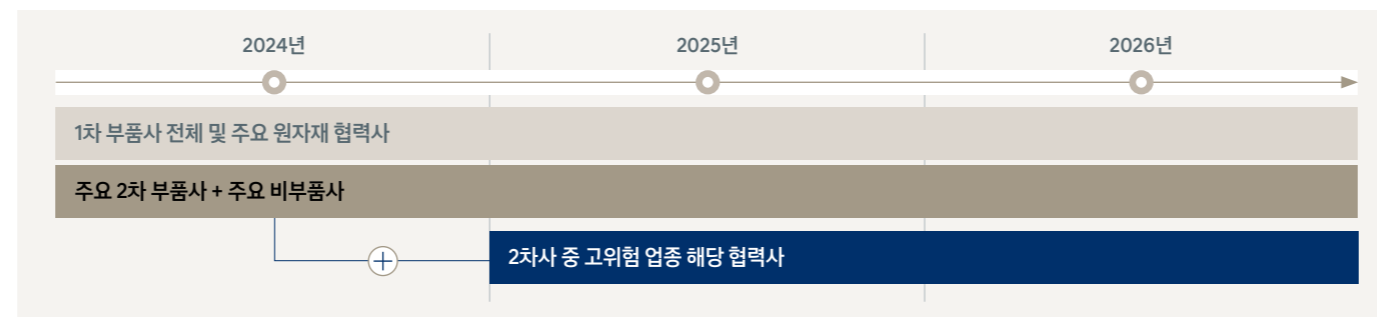 2024년 2025년 2026년
1차 부품사 전체 및 주요 원자재 협력사
주요 2차 부품사 + 주요 비부품사
2차사 중 고위험 업종 해당 협력사